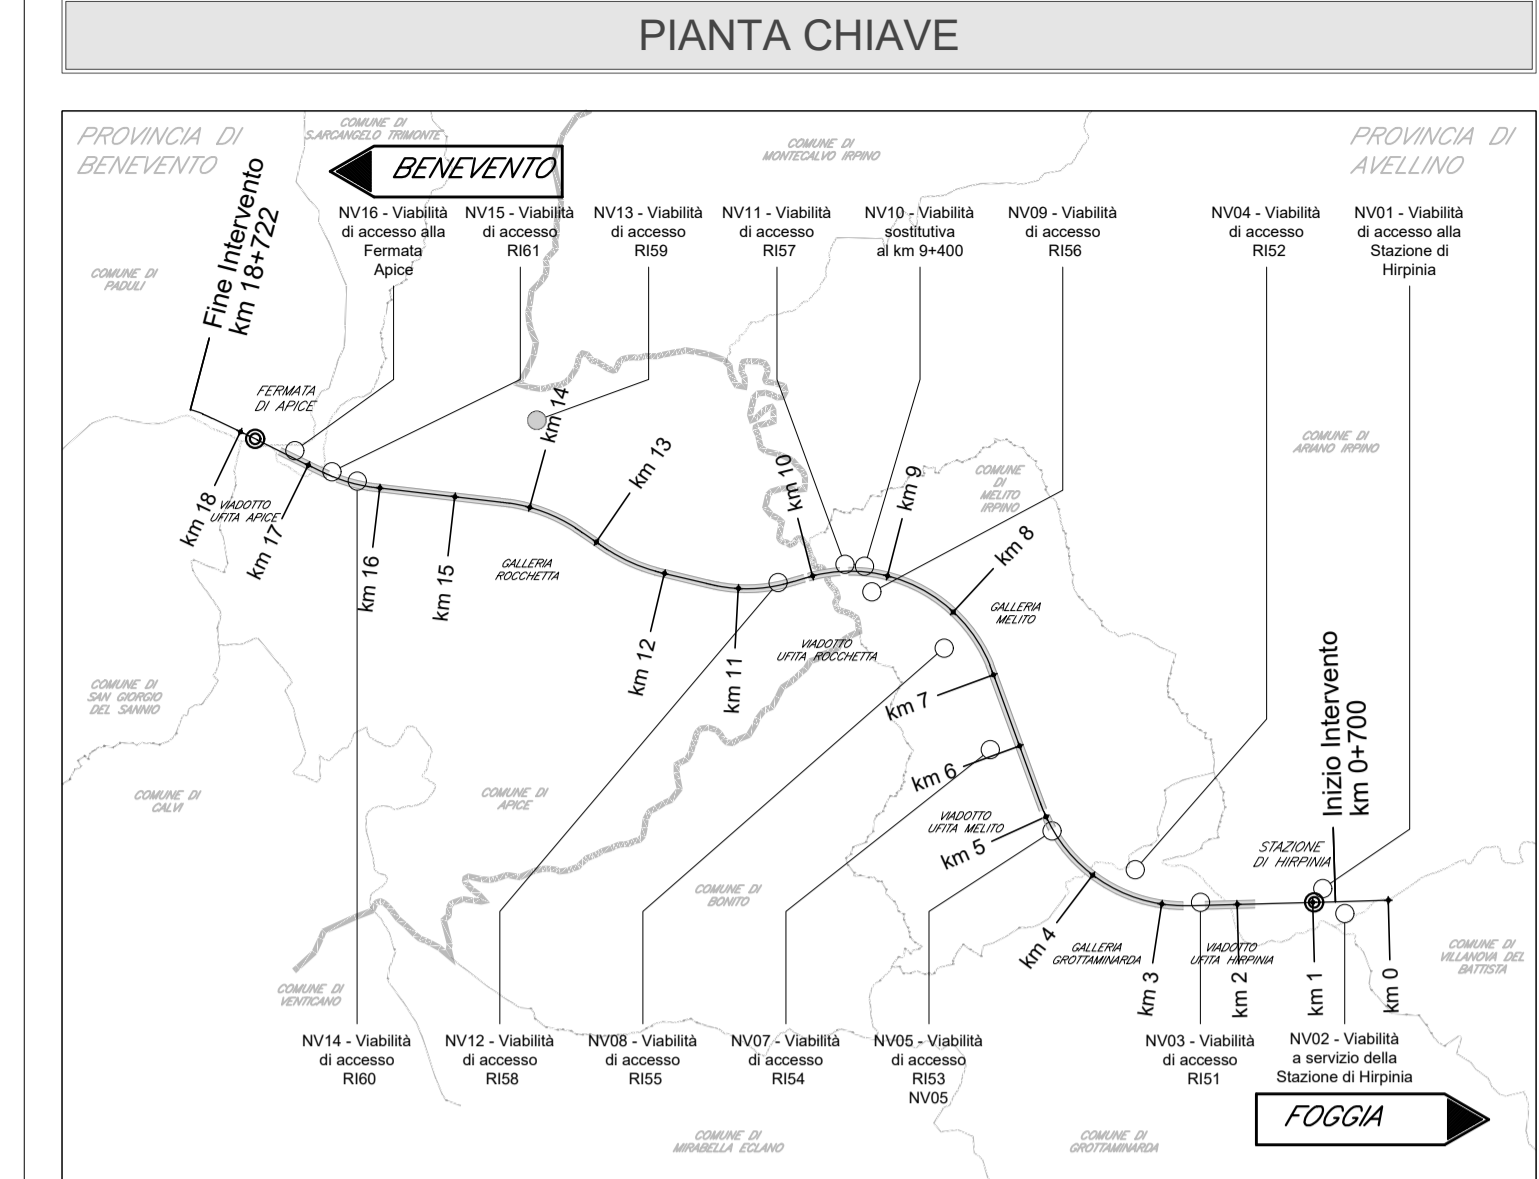 PIANTA CHIAVE
PROVINCIA DI
BENEVENTO
COMUNE DI
S.ARCANGELO TRIMONTE
BENEVENTO
COMUNE DI
MONTECALVO IRPINO
PROVINCIA DI
AVELLINO
Fine Intervento
km 18+722
NV16 - Viabilità
di accesso alla
Fermata
Apice
NV15 - Viabilità
di accesso
RI61
NV13 - Viabilità
di accesso
RI59
NV11 - Viabilità
di accesso
RI57
NV10 - Viabilità
sostitutiva
al km 9+400
NV09 - Viabilità
di accesso
RI56
NV04 - Viabilità
di accesso
RI52
NV01 - Viabilità
di accesso alla
Stazione di
Hirpinia
COMUNE DI
PADULI
FERMATA
DI APICE
COMUNE DI
ARIANO IRPINO
COMUNE
DI
MELITO
IRPINO
km 18
VIADOTTO
UFITA APICE
km 17
km 16
km 15
GALLERIA
ROCCHETTA
km 14
km 13
km 12
km 11
km 10
km 9
km 8
GALLERIA
MELITO
VIADOTTO
UFITA ROCCHETTA
km 7
km 6
VIADOTTO
UFITA MELITO
km 5
km 4
GALLERIA
GROTTAMINARDA
km 3
VIADOTTO
UFITA HIRPINIA
km 2
km 1
km 0
Inizio Intervento
km 0+700
STAZIONE
DI HIRPINIA
COMUNE DI
SAN GIORGIO
DEL SANNIO
COMUNE DI
CALVI
COMUNE DI
APICE
COMUNE DI
BONITO
COMUNE DI
VILLANOVA DEL
BATTISTA
COMUNE DI
VENTICANO
NV14 - Viabilità
di accesso
RI60
NV12 - Viabilità
di accesso
RI58
NV08 - Viabilità
di accesso
RI55
NV07 - Viabilità
di accesso
RI54
NV05 - Viabilità
di accesso
RI53
NV05
NV03 - Viabilità
di accesso
RI51
NV02 - Viabilità
a servizio della
Stazione di Hirpinia
FOGGIA
COMUNE DI
MIRABELLA ECLANO
COMUNE DI
GROTTAMINARDA